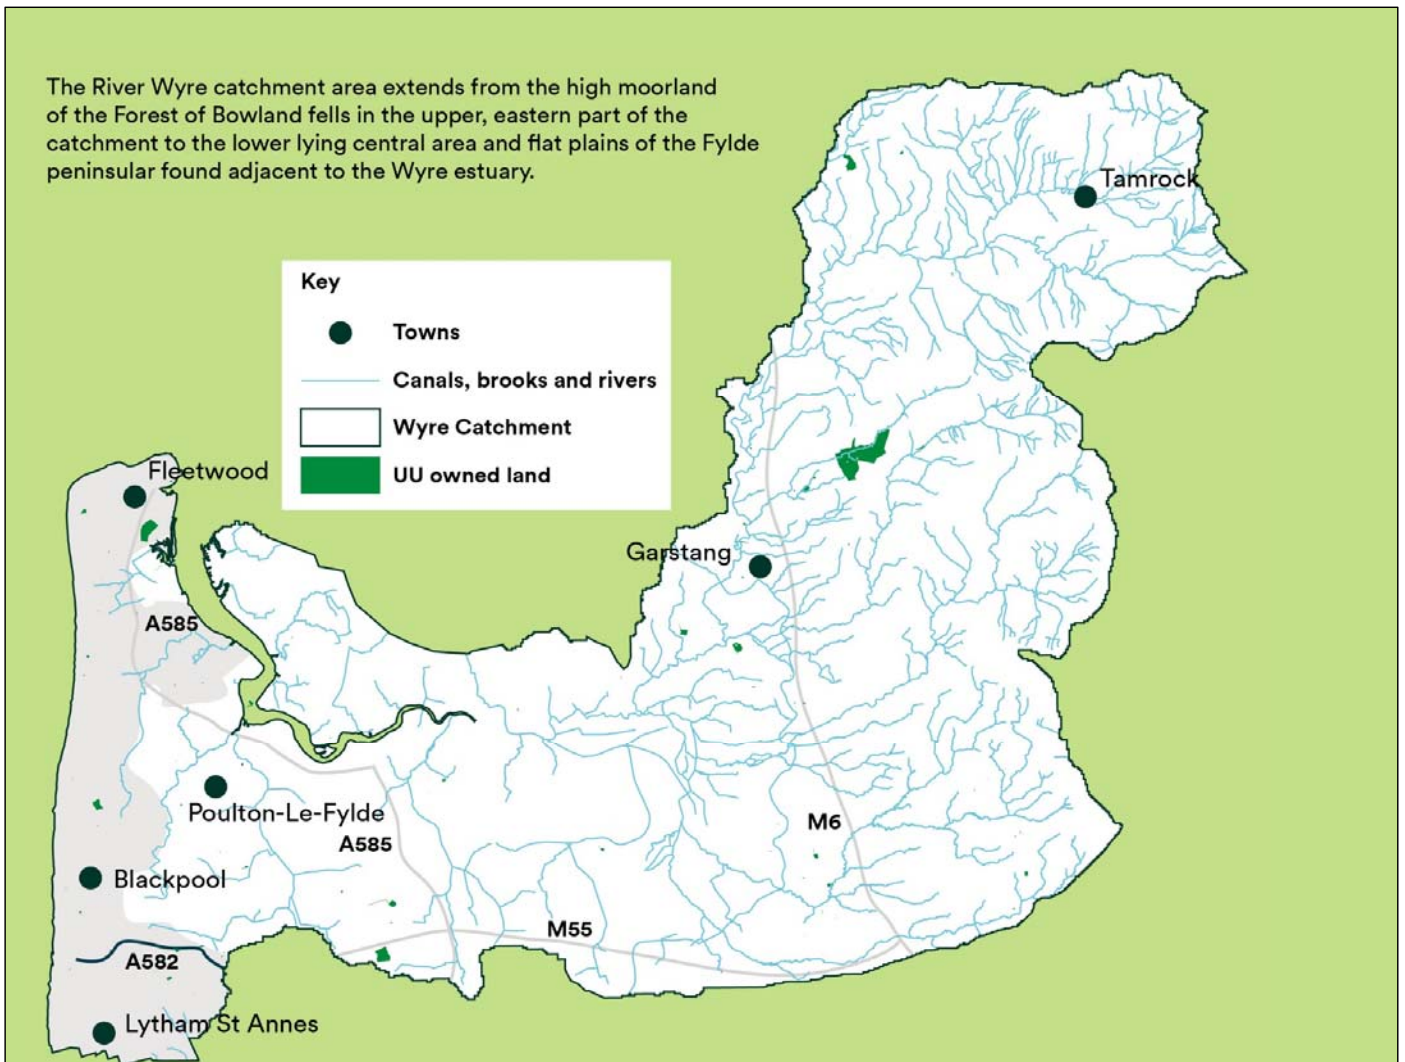 The River Wyre catchment area extends from the high moorland
of the Forest of Bowland fells in the upper, eastern part of the
catchment to the lower lying central area and flat plains of the Fylde
peninsular found adjacent to the Wyre estuary.
Tamrock
Key
Towns
Canals, brooks and rivers
Wyre Catchment
UU owned land
Fleetwood
Garstang
A585
Poulton-Le-Fylde
A585
M6
Blackpool
M55
A582
Lytham St Annes